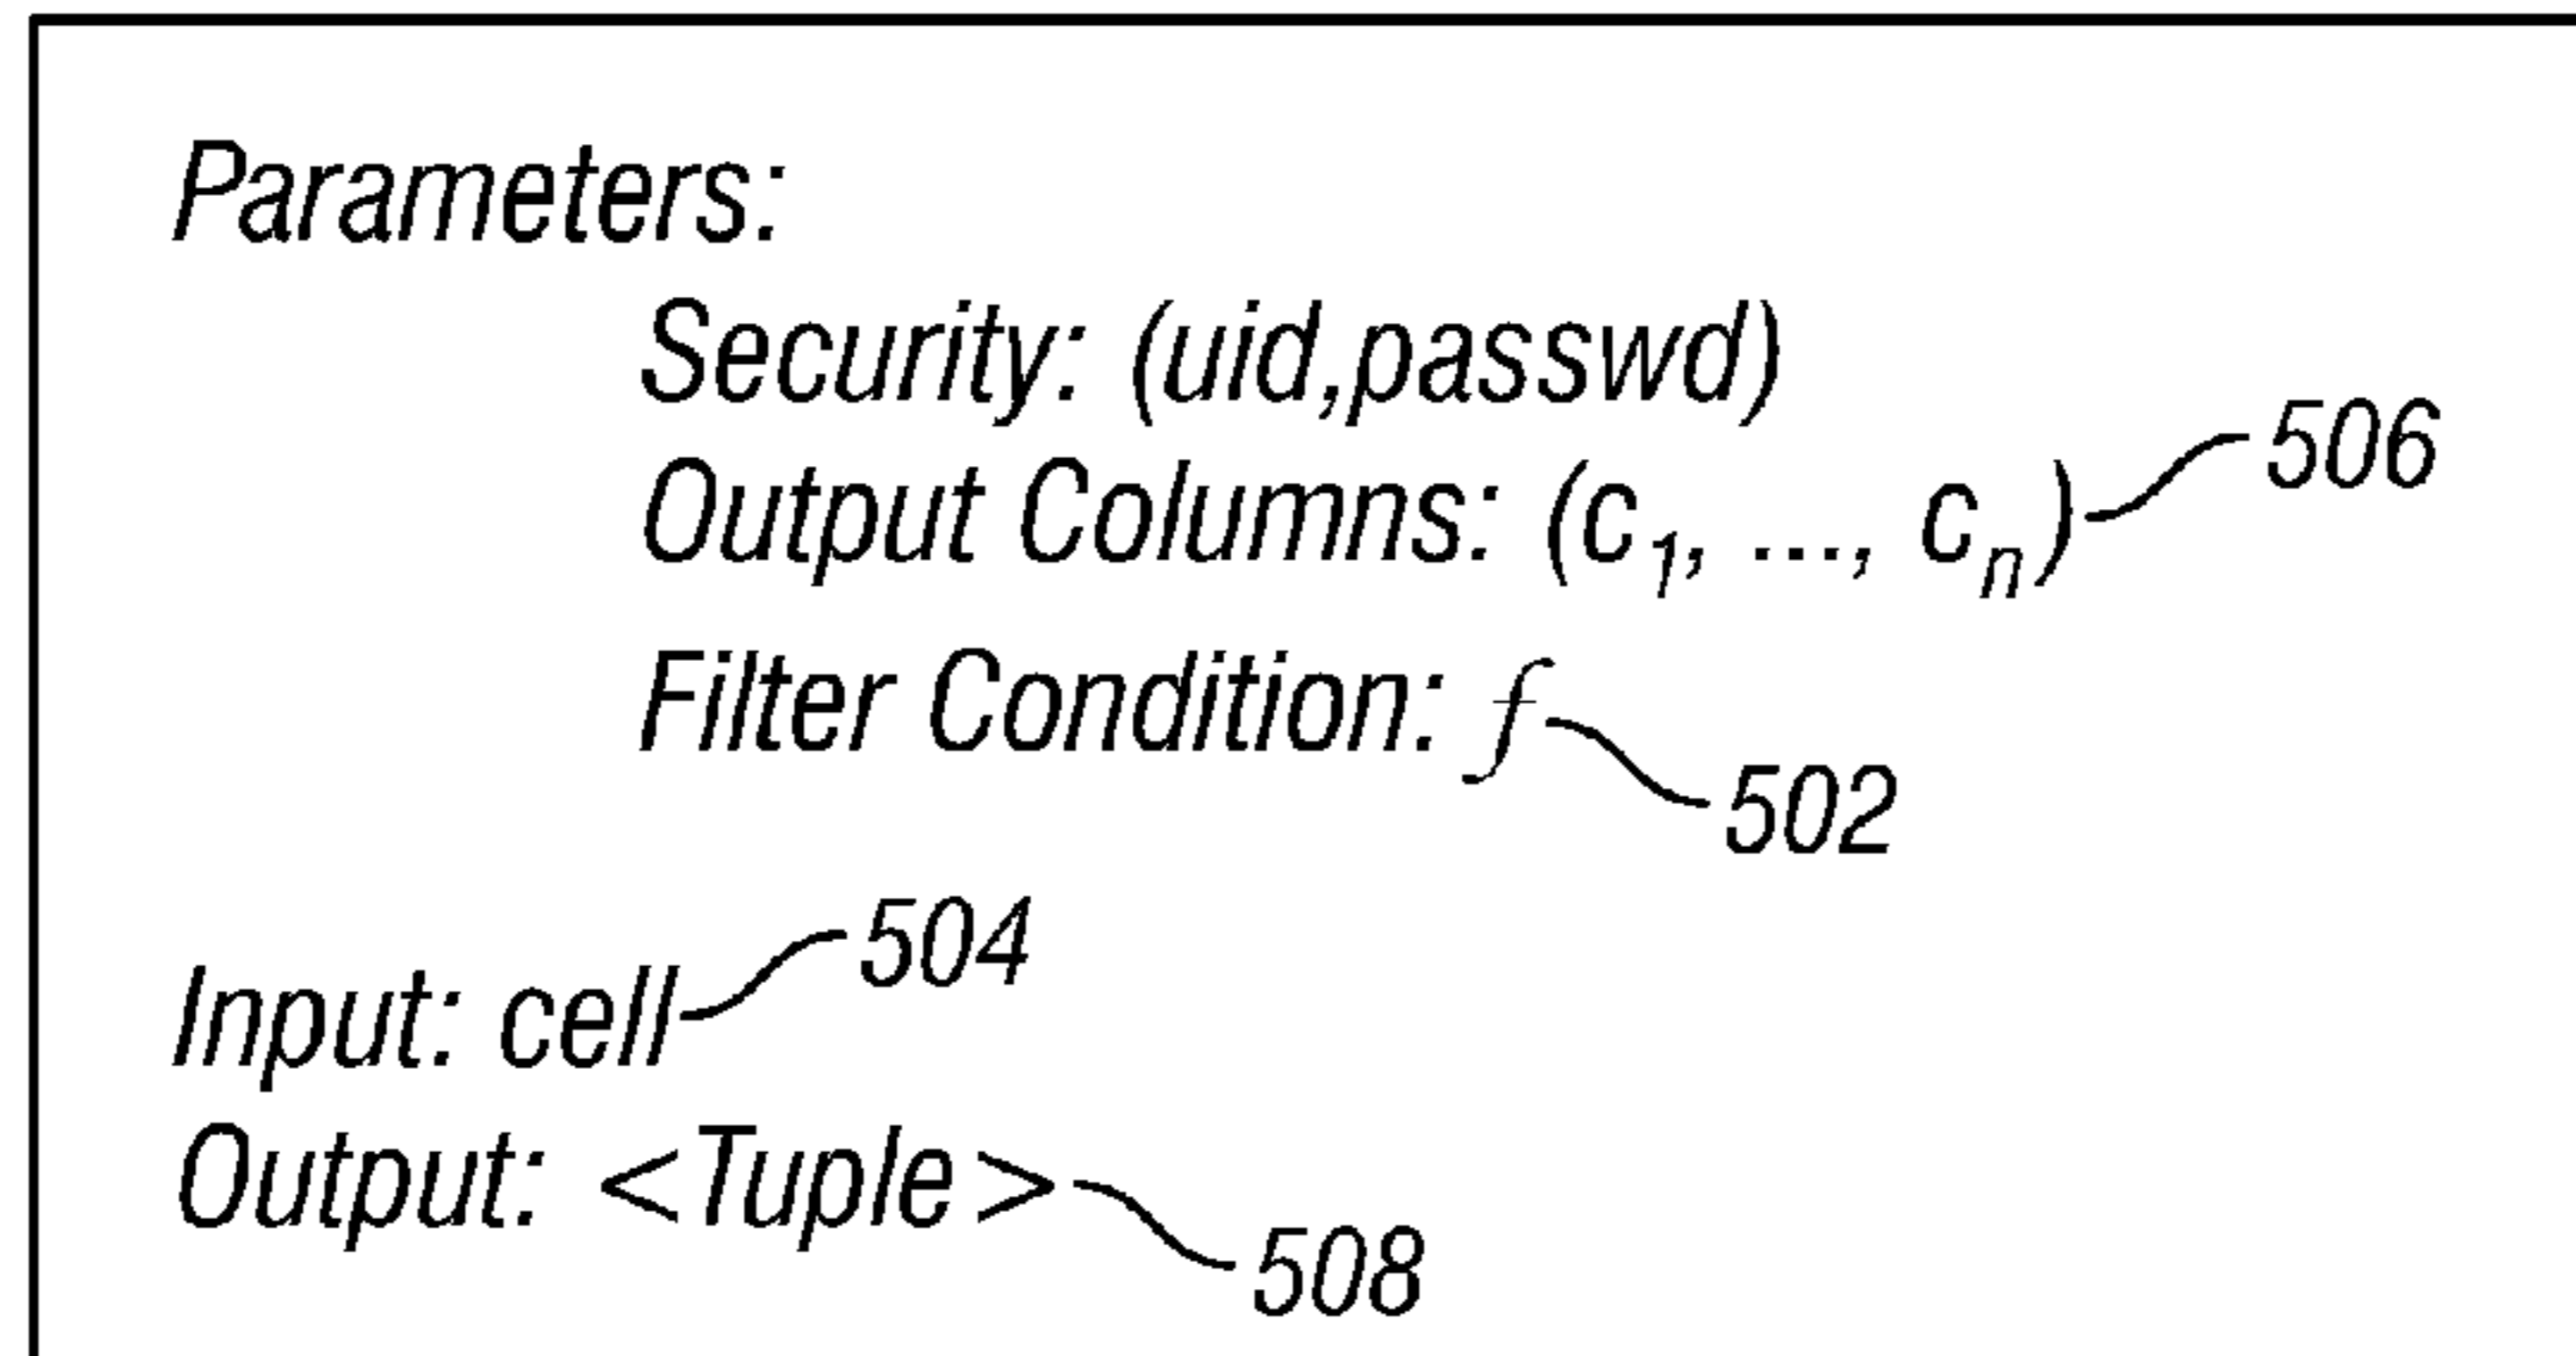 Parameters:
Security: (uid,passwd)
Output Columns: (c1, ..., cn) 506
Filter Condition: f 502
Input: cell 504
Output: <Tuple> 508